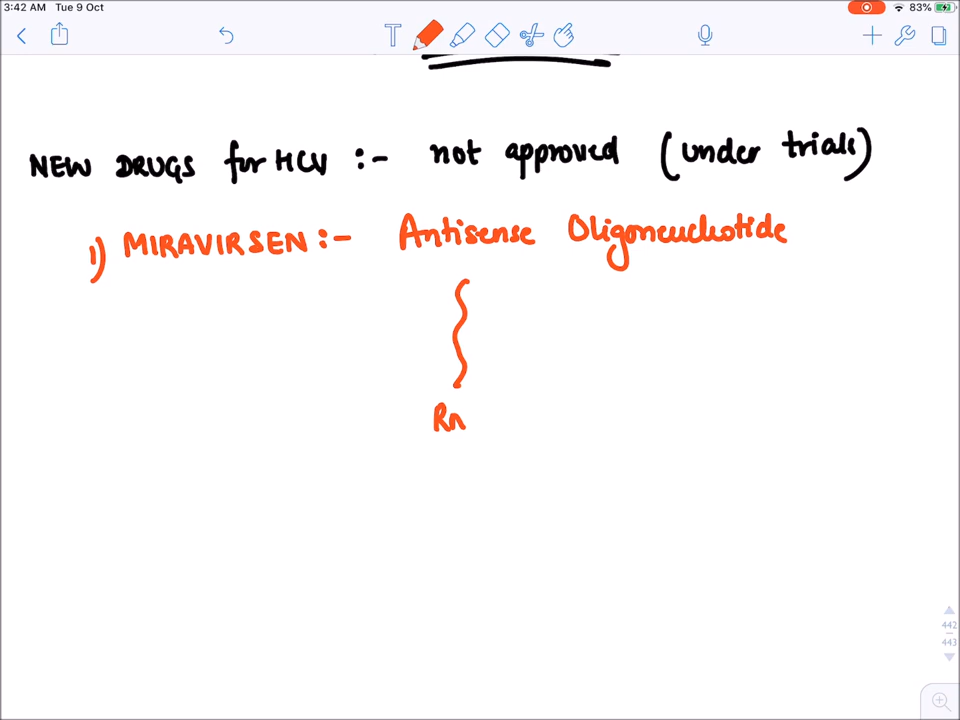 3:42 AM Tue 9 Oct 83%
T
NEW DRUGS for HCV :- not approved (under trials)
1) MIRAVIRSEN :- Antisense Oligonucleotide
Rn
442
443